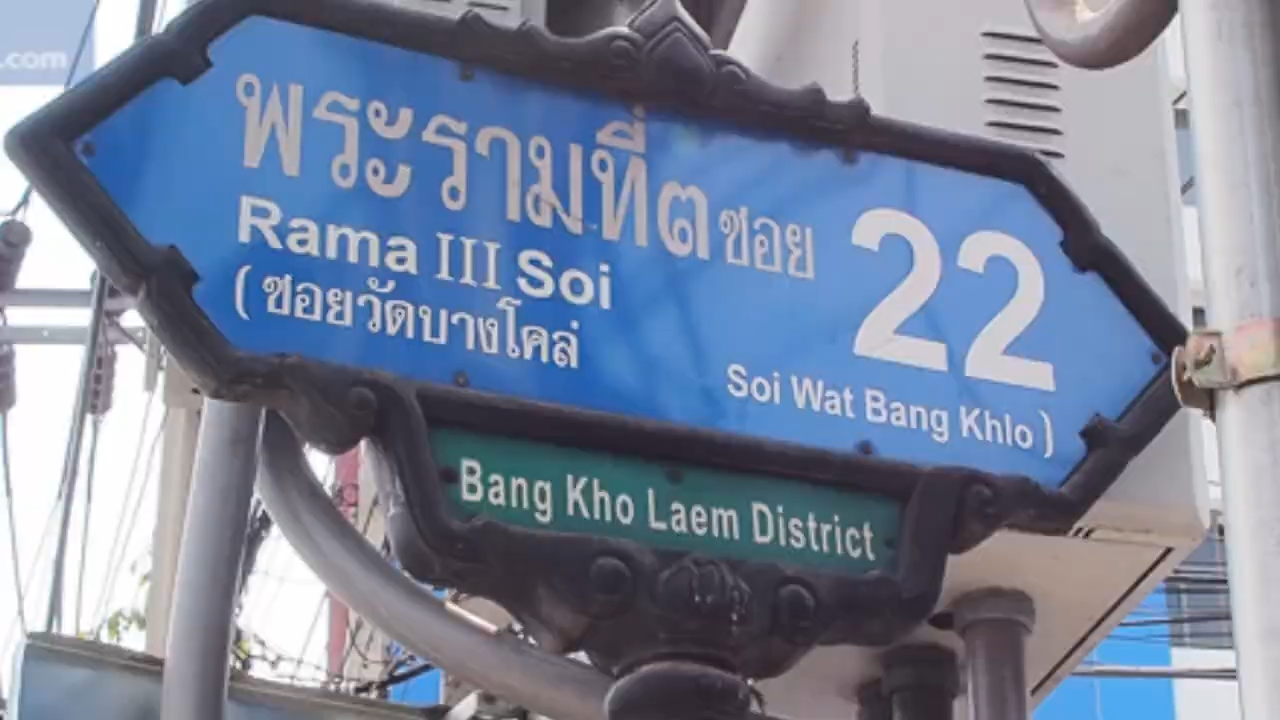 .com
พระรามที่ ๓ ซอย 22
Rama III Soi
( ซอยวัดบางโคล่
Soi Wat Bang Khlo )
Bang Kho Laem District